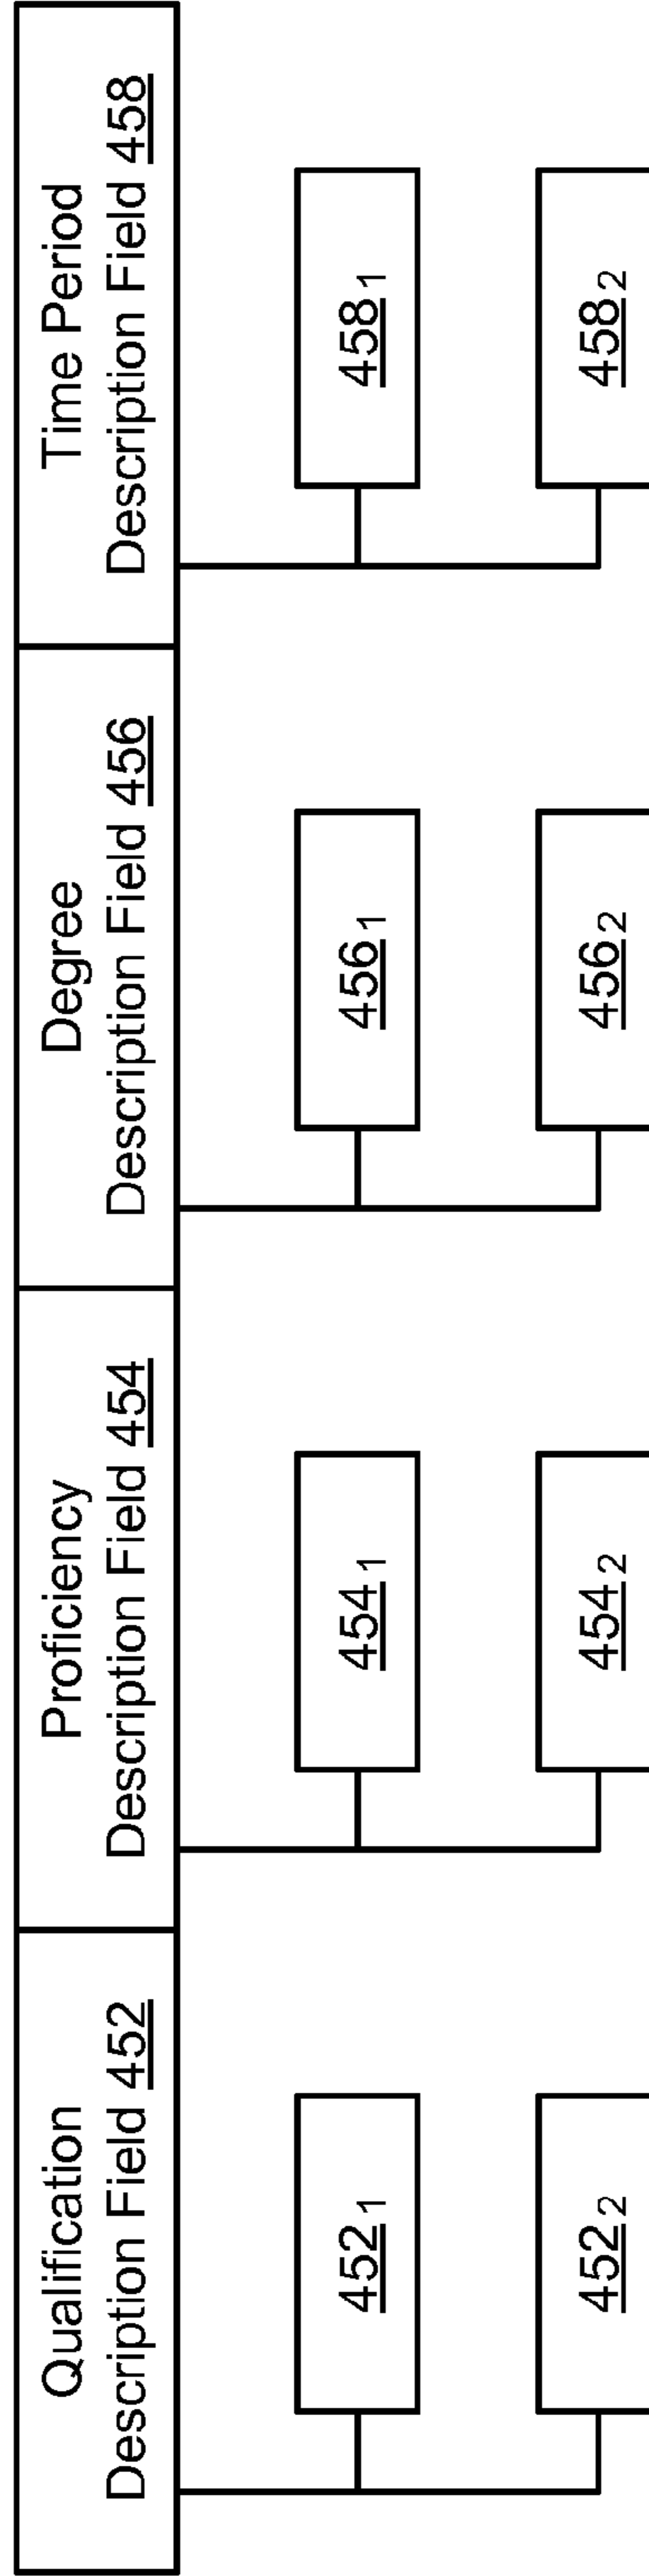 Qualification
Description Field 452
Proficiency
Description Field 454
Degree
Description Field 456
Time Period
Description Field 458
452₁
454₁
456₁
458₁
452₂
454₂
456₂
458₂